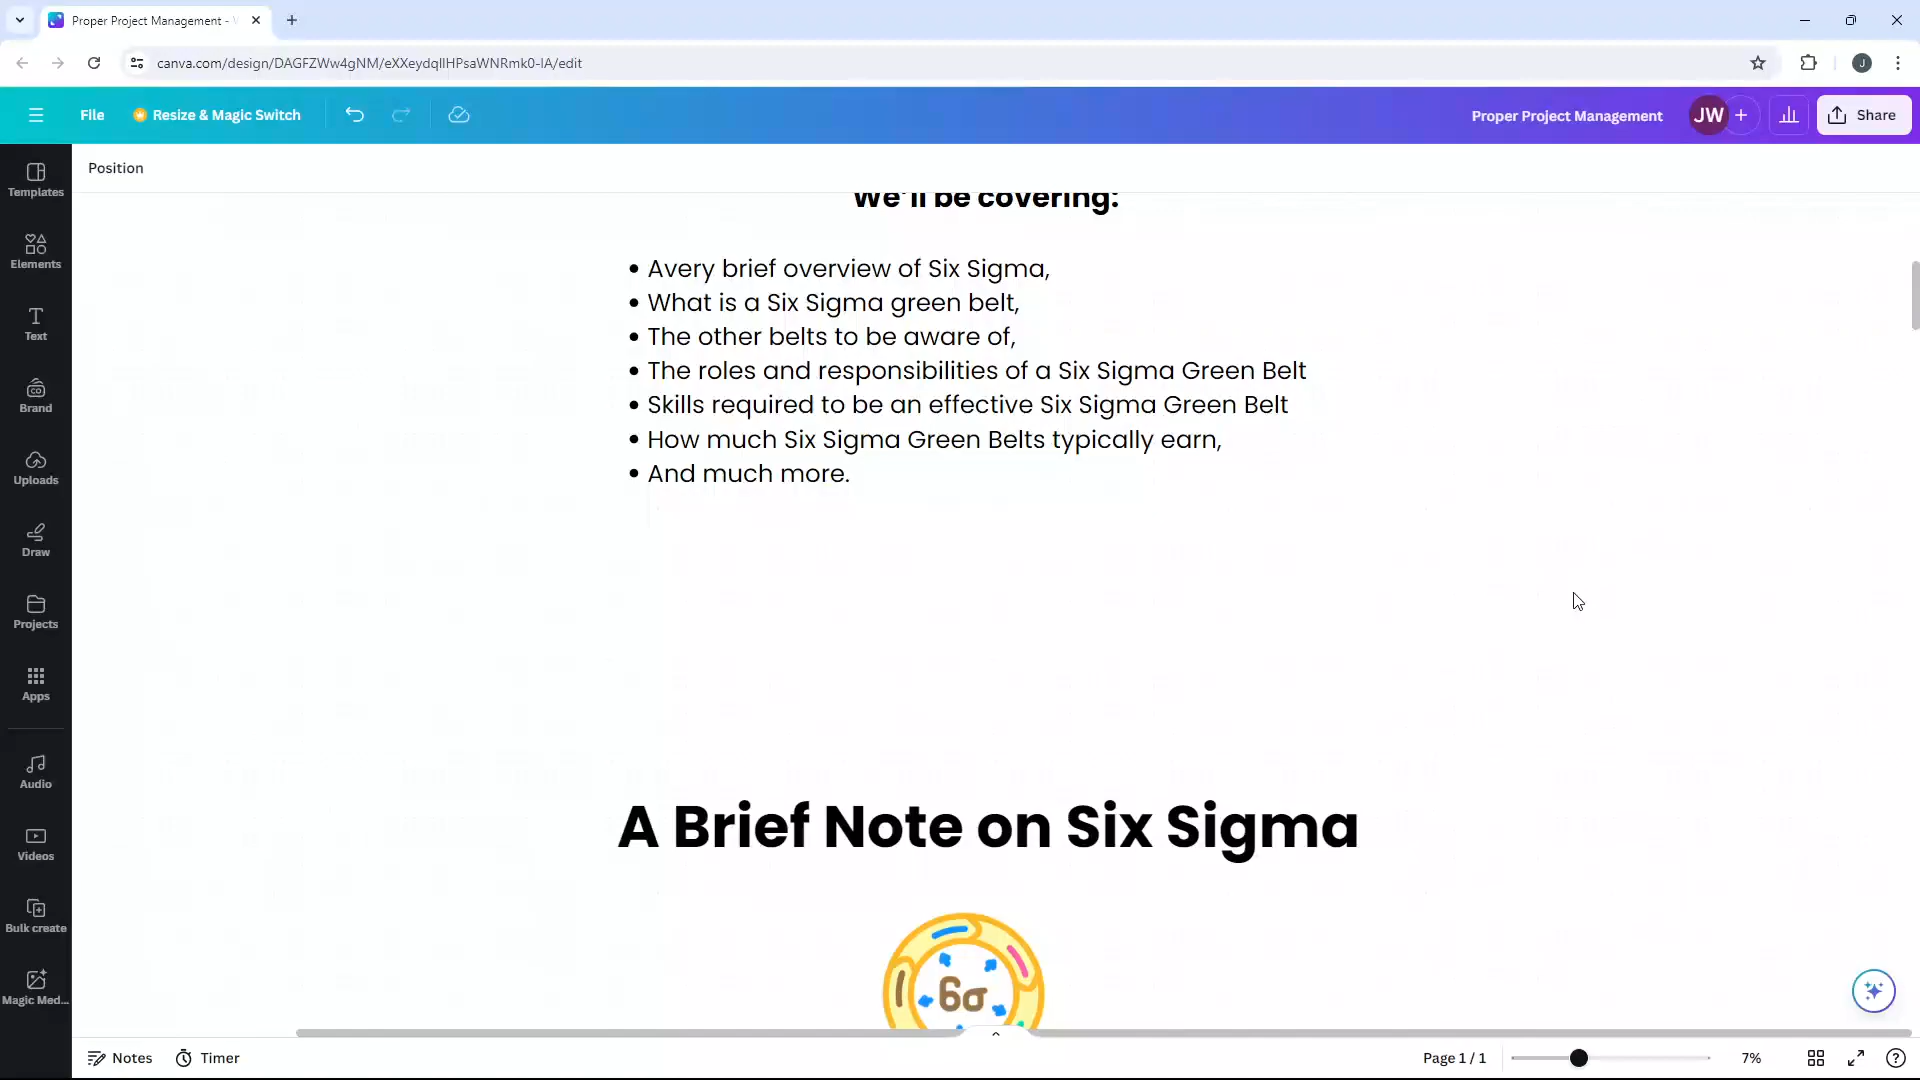 Proper Project Management - W
canva.com/design/DAGFZWw4gNM/eXXeydqIlHPsaWNRmk0-lA/edit
J
File
Resize & Magic Switch
Proper Project Management
JW
Share
Position
Templates
Elements
Text
Brand
Uploads
Draw
Projects
Apps
Audio
Videos
Bulk create
Magic Med...
We'll be covering:
• Avery brief overview of Six Sigma,
• What is a Six Sigma green belt,
• The other belts to be aware of,
• The roles and responsibilities of a Six Sigma Green Belt
• Skills required to be an effective Six Sigma Green Belt
• How much Six Sigma Green Belts typically earn,
• And much more.
A Brief Note on Six Sigma
6σ
Notes
Timer
Page 1 / 1
7%